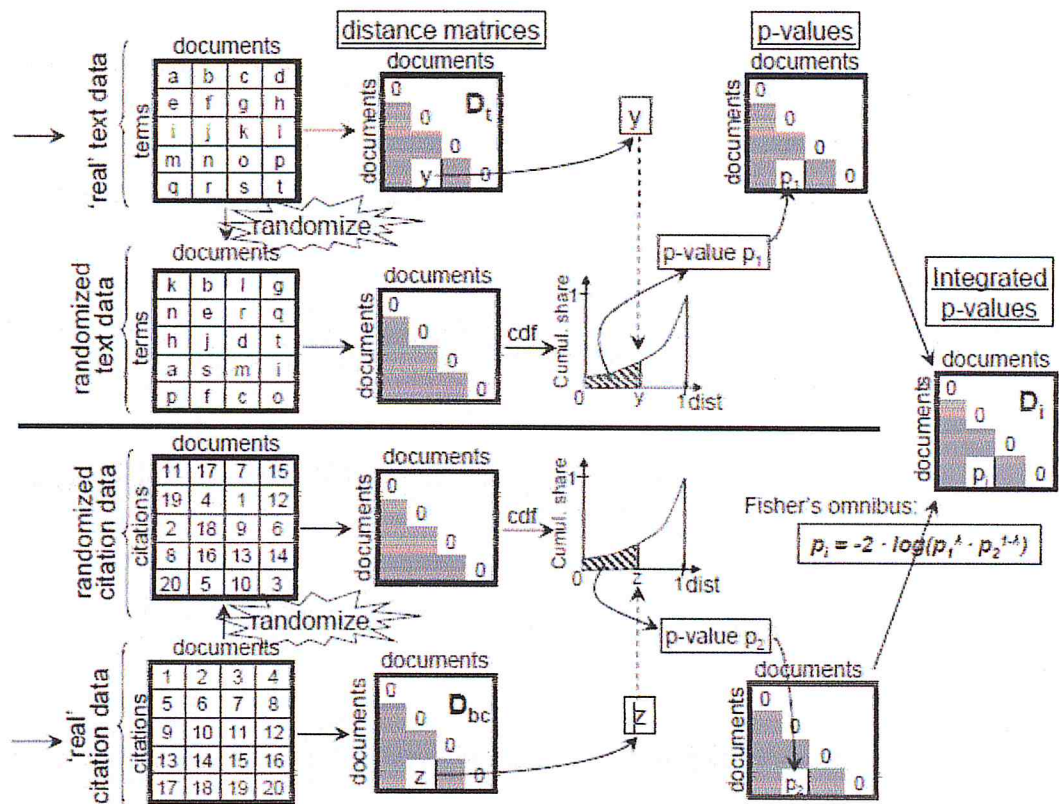 distance matrices
p-values
documents
documents
documents
'real' text data
terms
a b c d
e f g h
i j k l
m n o p
q r s t
documents
0
0
0
0
D_t
y
y
documents
0
0
0
0
p_1
randomize
documents
documents
randomized
text data
terms
k b l g
n e r q
h j d t
a s m i
p f c o
documents
0
0
0
0
cdf
Cumul. share
1
0
y
1
dist
p-value p_1
Integrated
p-values
documents
documents
0
0
0
0
D_i
p_i
documents
documents
randomized
citation data
citations
11 17 7 15
19 4 1 12
2 18 9 6
8 16 13 14
20 5 10 3
documents
0
0
0
0
cdf
Cumul. share
1
0
z
1
dist
Fisher's omnibus:
p_i = -2 · log(p_1^λ · p_2^{1-λ})
randomize
p-value p_2
documents
documents
documents
'real'
citation data
citations
1 2 3 4
5 6 7 8
9 10 11 12
13 14 15 16
17 18 19 20
documents
0
0
0
0
D_bc
z
z
documents
0
0
0
0
p_2